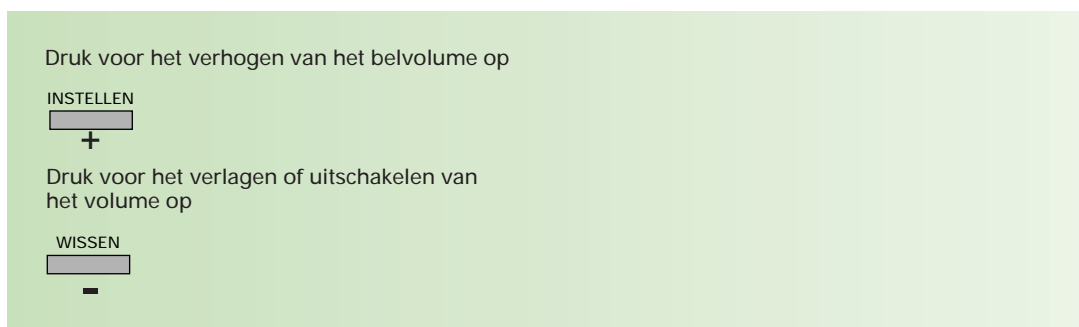 Druk voor het verhogen van het belvolume op
INSTELLEN
+
Druk voor het verlagen of uitschakelen van
het volume op
WISSEN
-